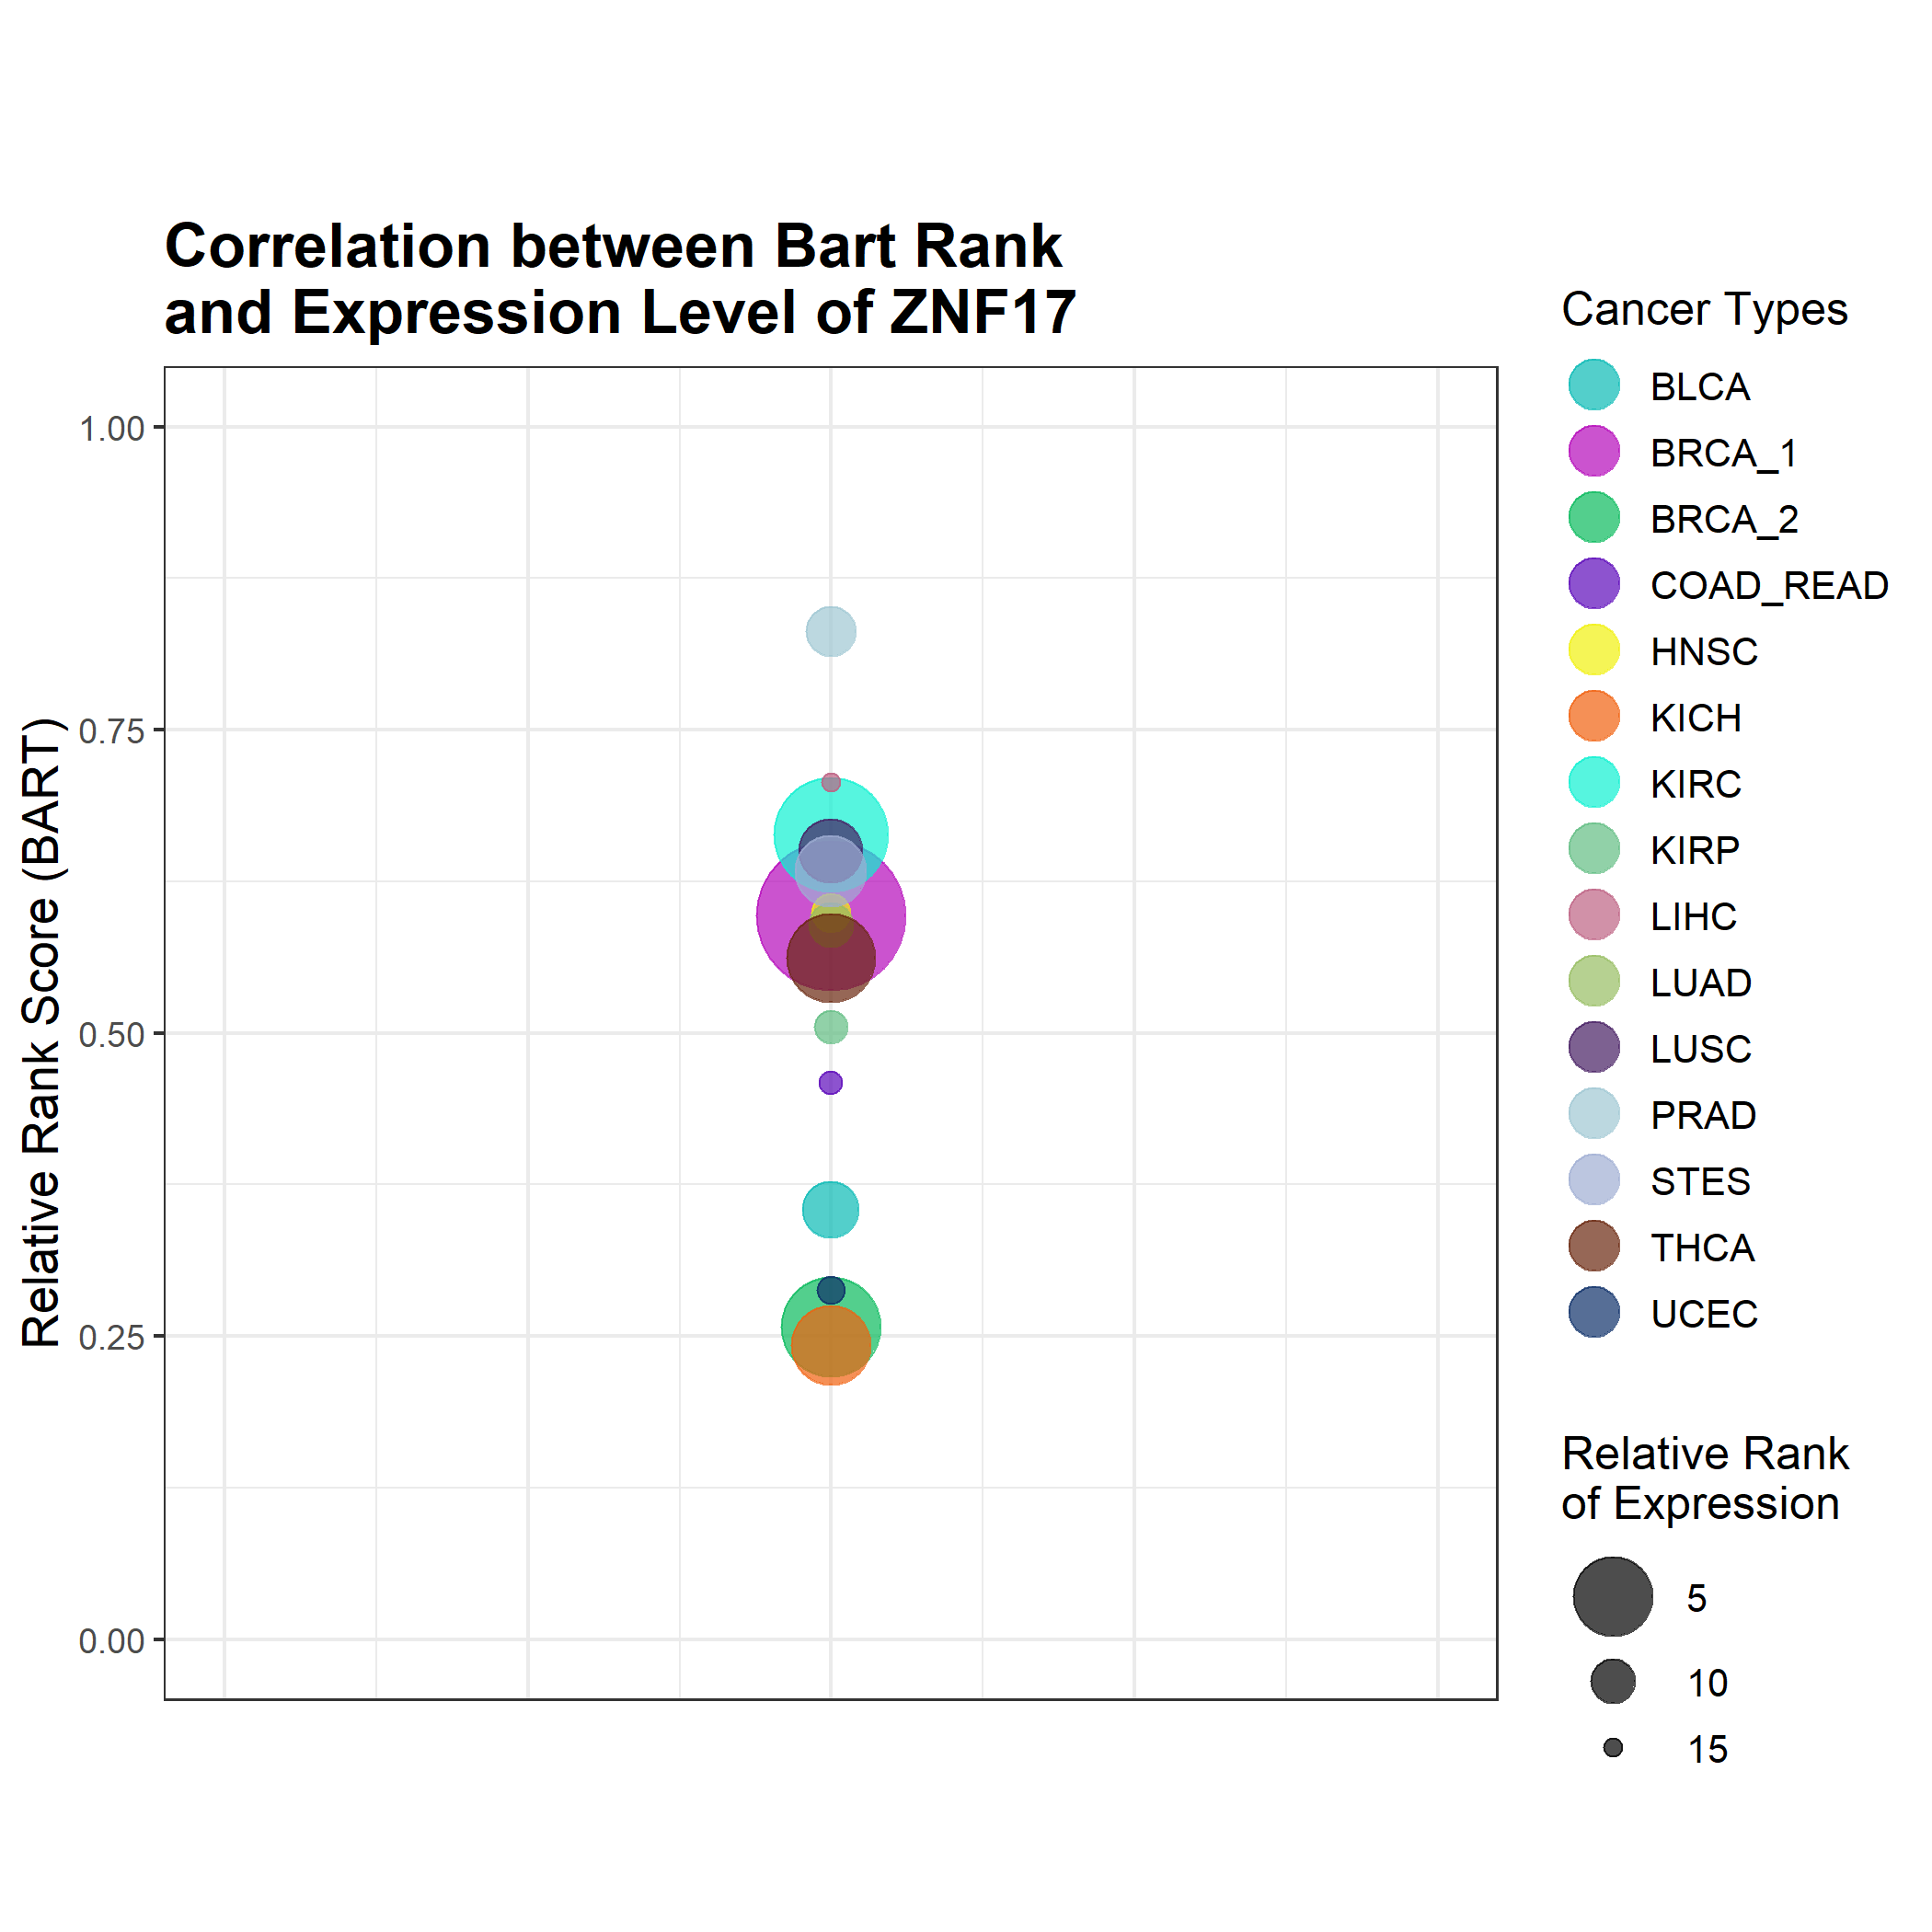 Correlation between Bart Rank
and Expression Level of ZNF17
Relative Rank Score (BART)
1.00
0.75
0.50
0.25
0.00
Cancer Types
BLCA
BRCA_1
BRCA_2
COAD_READ
HNSC
KICH
KIRC
KIRP
LIHC
LUAD
LUSC
PRAD
STES
THCA
UCEC
Relative Rank
of Expression
5
10
15